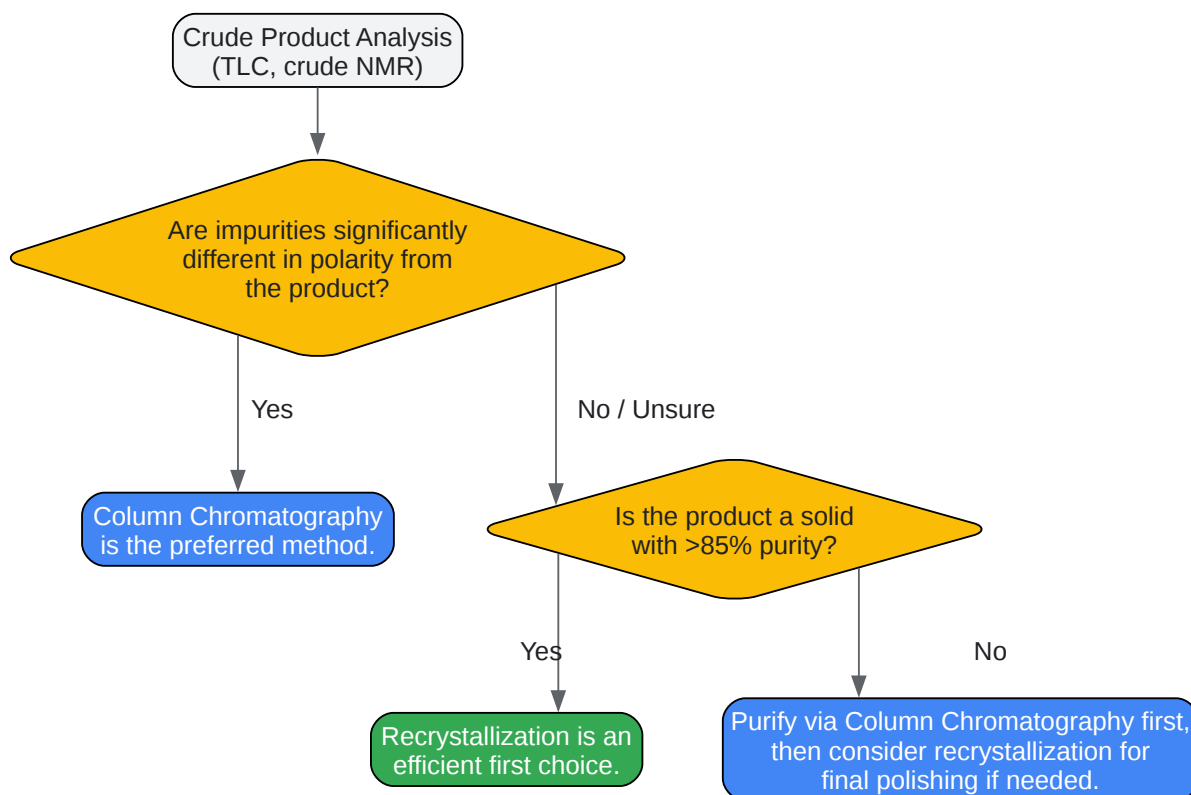 Crude Product Analysis
(TLC, crude NMR)
Are impurities significantly
different in polarity from
the product?
Yes
No / Unsure
Column Chromatography
is the preferred method.
Is the product a solid
with >85% purity?
Yes
No
Recrystallization is an
efficient first choice.
Purify via Column Chromatography first,
then consider recrystallization for
final polishing if needed.